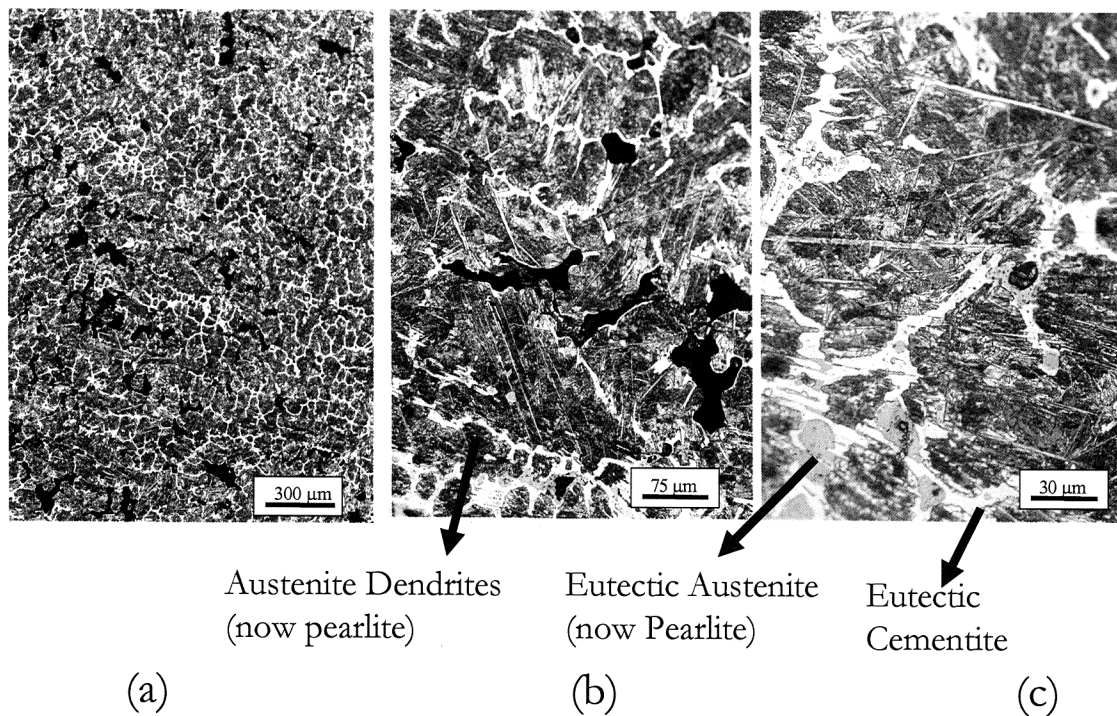 300 µm
75 µm
30 µm
Austenite Dendrites
(now pearlite)
Eutectic Austenite
(now Pearlite)
Eutectic
Cementite
(a)
(b)
(c)